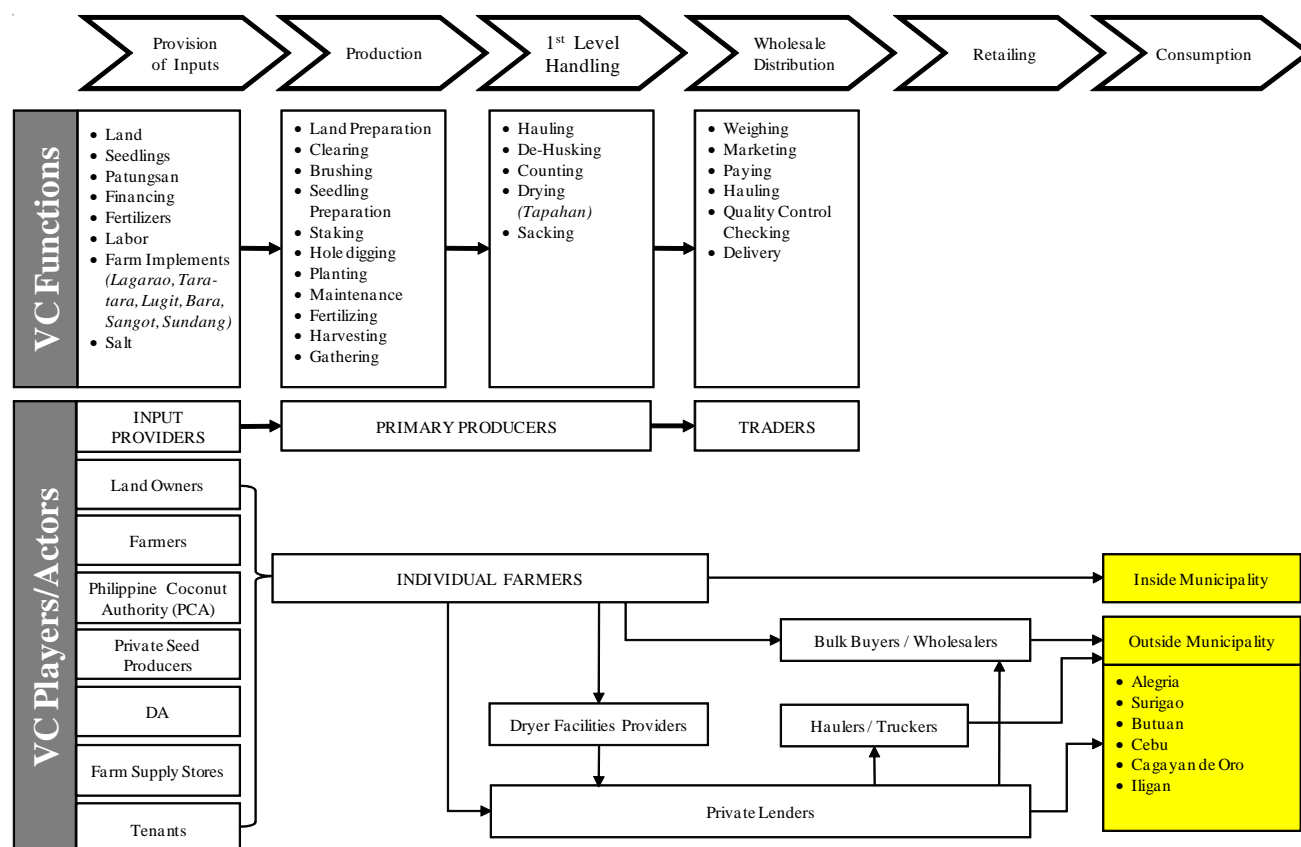 Provision
of Inputs
Production
1st Level
Handling
Wholesale
Distribution
Retailing
Consumption
VC Functions
• Land
• Seedlings
• Patungsan
• Financing
• Fertilizers
• Labor
• Farm Implements
(Lagarao, Tara-
tara, Lugit, Bara,
Sangot, Sundang)
• Salt
• Land Preparation
• Clearing
• Brushing
• Seedling
Preparation
• Staking
• Hole digging
• Planting
• Maintenance
• Fertilizing
• Harvesting
• Gathering
• Hauling
• De-Husking
• Counting
• Drying
(Tapahan)
• Sacking
• Weighing
• Marketing
• Paying
• Hauling
• Quality Control
Checking
• Delivery
VC Players/Actors
INPUT
PROVIDERS
PRIMARY PRODUCERS
TRADERS
Land Owners
Farmers
Philippine Coconut
Authority (PCA)
Private Seed
Producers
DA
Farm Supply Stores
Tenants
INDIVIDUAL FARMERS
Inside Municipality
Bulk Buyers / Wholesalers
Outside Municipality
Dryer Facilities Providers
Haulers / Truckers
• Alegria
• Surigao
• Butuan
• Cebu
• Cagayan de Oro
• Iligan
Private Lenders